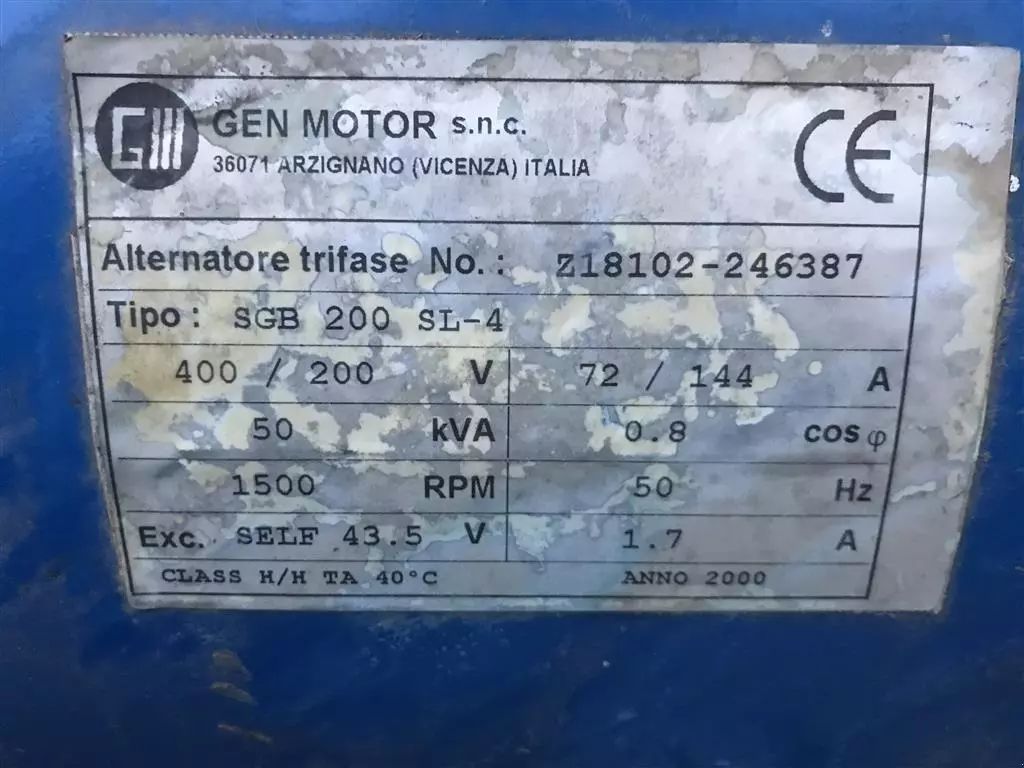 GM GEN MOTOR s.n.c.
36071 ARZIGNANO (VICENZA) ITALIA
CE
Alternatore trifase No.: Z18102-246387
Tipo: SGB 200 SL-4
400 / 200 V 72 / 144 A
50 kVA 0.8 cos φ
1500 RPM 50 Hz
Exc. SELF 43.5 V 1.7 A
CLASS H/H TA 40°C ANNO 2000